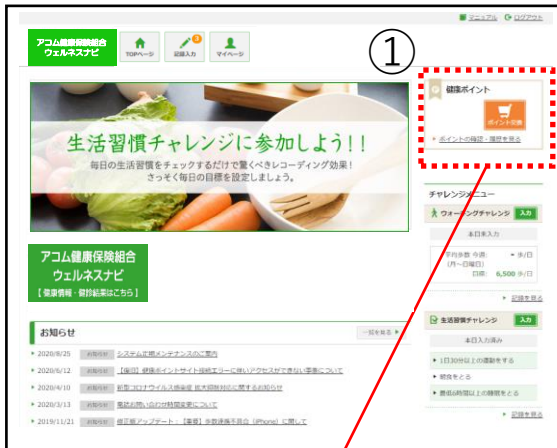 マニュアル ログアウト
アコム健康保険組合
ウェルネスナビ
TOPページ
記録入力
3
マイページ
①
健康ポイント
ポイント交換
ポイントの確認・履歴を見る
生活習慣チャレンジに参加しよう!!
毎日の生活習慣をチェックするだけで驚くべきレコーディング効果!
さっそく毎日の目標を設定しましょう。
チャレンジメニュー
ウォーキングチャレンジ 入力
本日未入力
平均歩数 今週: - 歩/日
(月~日曜日)
目標: 6,500 歩/日
記録を見る
アコム健康保険組合
ウェルネスナビ
【健康情報・健診結果はこちら】
生活習慣チャレンジ 入力
本日入力済み
1日30分以上の運動をする
朝食をとる
最低6時間以上の睡眠をとる
記録を見る
お知らせ
一覧を見る
2020/8/25 お知らせ システム定期メンテナンスのご案内
2020/6/12 お知らせ 【復旧】健康ポイントサイト接続エラーに伴いアクセスができない事象について
2020/4/10 お知らせ 新型コロナウイルス感染症 拡大抑制対応に関するお知らせ
2020/3/13 お知らせ 電話お問い合わせ時間変更について
2019/11/21 お知らせ 修正版アップデート:【重要】歩数連携不具合(iPhone)に関して